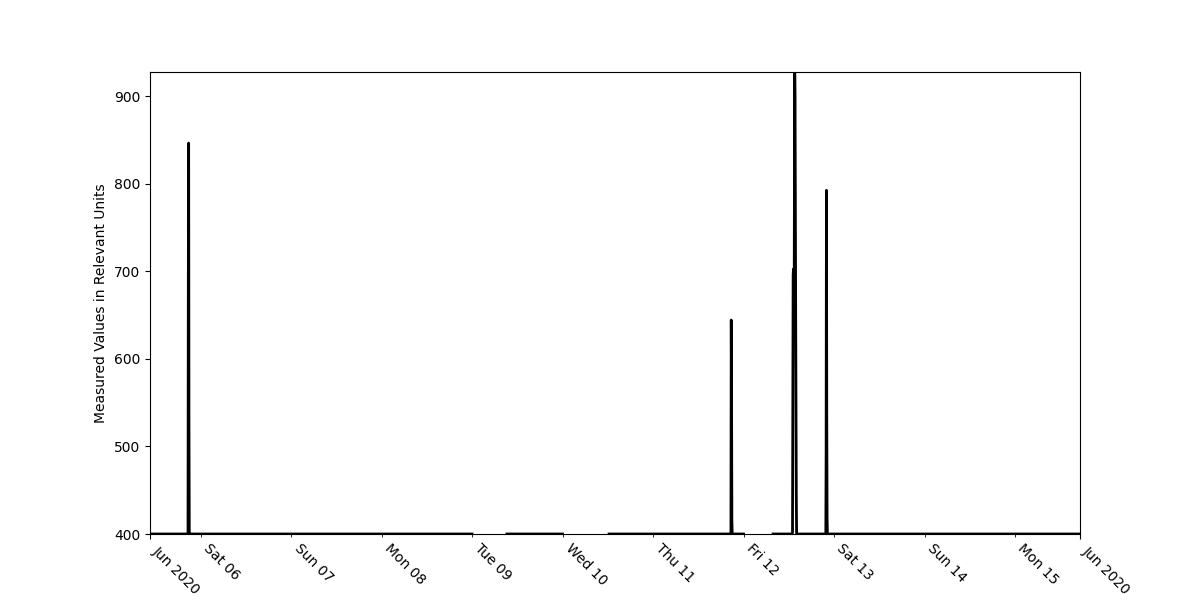 900
800
700
600
500
400
Measured Values in Relevant Units
Jun 2020
Sat 06
Sun 07
Mon 08
Tue 09
Wed 10
Thu 11
Fri 12
Sat 13
Sun 14
Mon 15
Jun 2020